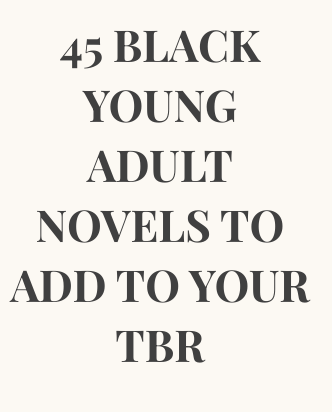 45 BLACK
YOUNG
ADULT
NOVELS TO
ADD TO YOUR
TBR